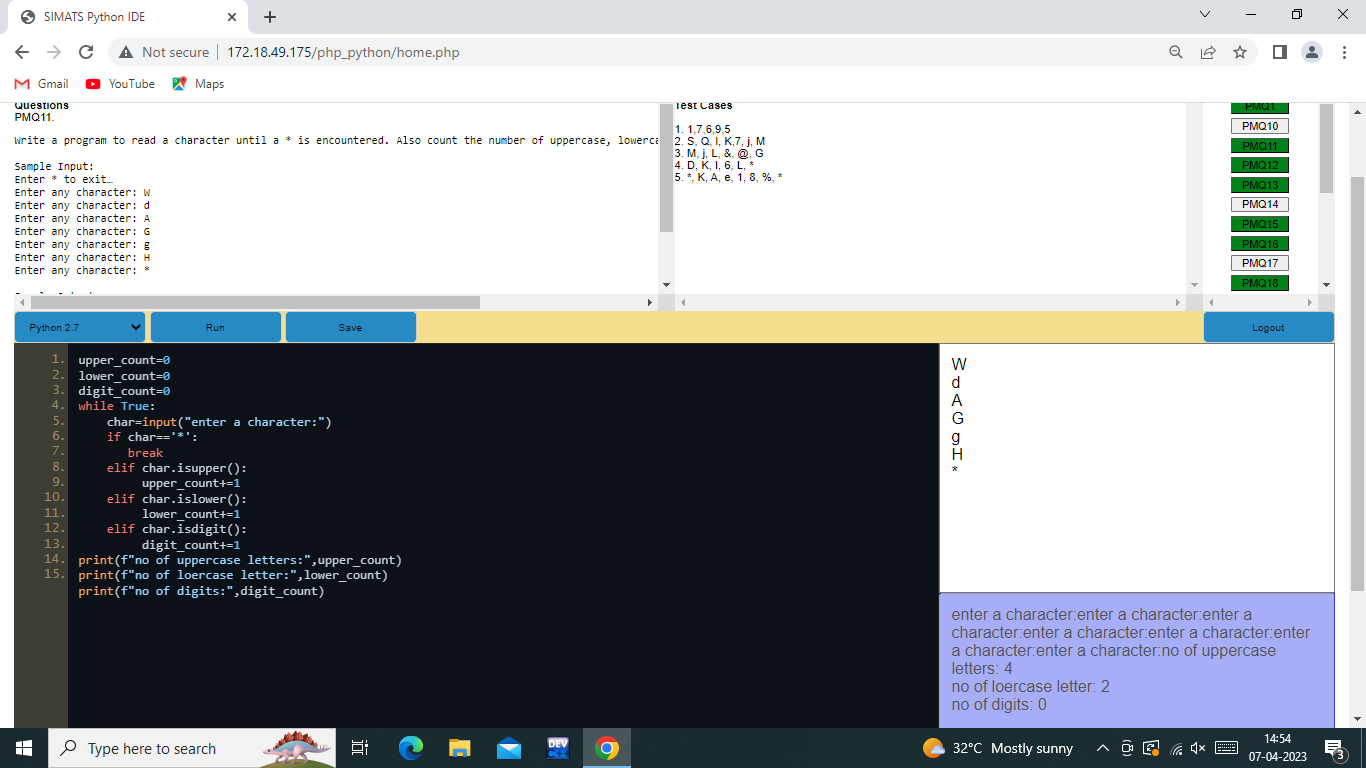 SIMATS Python IDE
Not secure
172.18.49.175/php_python/home.php
Gmail
YouTube
Maps
Questions
PMQ11.
Write a program to read a character until a * is encountered. Also count the number of uppercase, lowerca
Sample Input:
Enter * to exit…
Enter any character: W
Enter any character: d
Enter any character: A
Enter any character: G
Enter any character: g
Enter any character: H
Enter any character: *
Test Cases
1. 1,7,6,9,5
2. S, Q, l, K,7, j, M
3. M, j, L, &, @, G
4. D, K, I, 6, L, *
5. *, K, A, e, 1, 8, %, *
PMQ1
PMQ10
PMQ11
PMQ12
PMQ13
PMQ14
PMQ15
PMQ16
PMQ17
PMQ18
Python 2.7
Run
Save
Logout
1. upper_count=0
2. lower_count=0
3. digit_count=0
4. while True:
5. char=input("enter a character:")
6. if char=='*':
7. break
8. elif char.isupper():
9. upper_count+=1
10. elif char.islower():
11. lower_count+=1
12. elif char.isdigit():
13. digit_count+=1
14. print(f"no of uppercase letters:",upper_count)
15. print(f"no of loercase letter:",lower_count)
print(f"no of digits:",digit_count)
W
d
A
G
g
H
*
enter a character:enter a character:enter a
character:enter a character:enter a character:enter
a character:enter a character:no of uppercase
letters: 4
no of loercase letter: 2
no of digits: 0
Type here to search
DEV
32°C Mostly sunny
14:54
07-04-2023
3